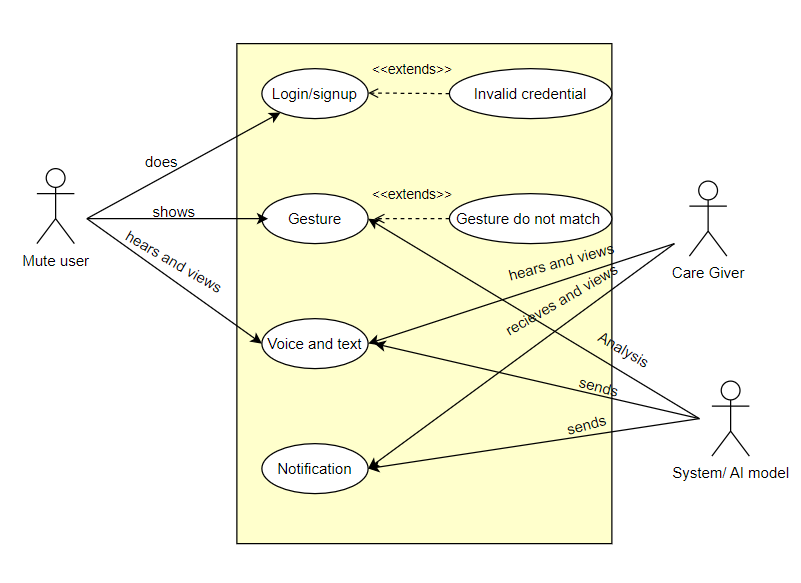 <<extends>>
Login/signup
Invalid credential
does
<<extends>>
shows
Gesture
Gesture do not match
Mute user
hears and views
Care Giver
hears and views
recieves and views
Voice and text
Analysis
sends
sends
Notification
System/ AI model